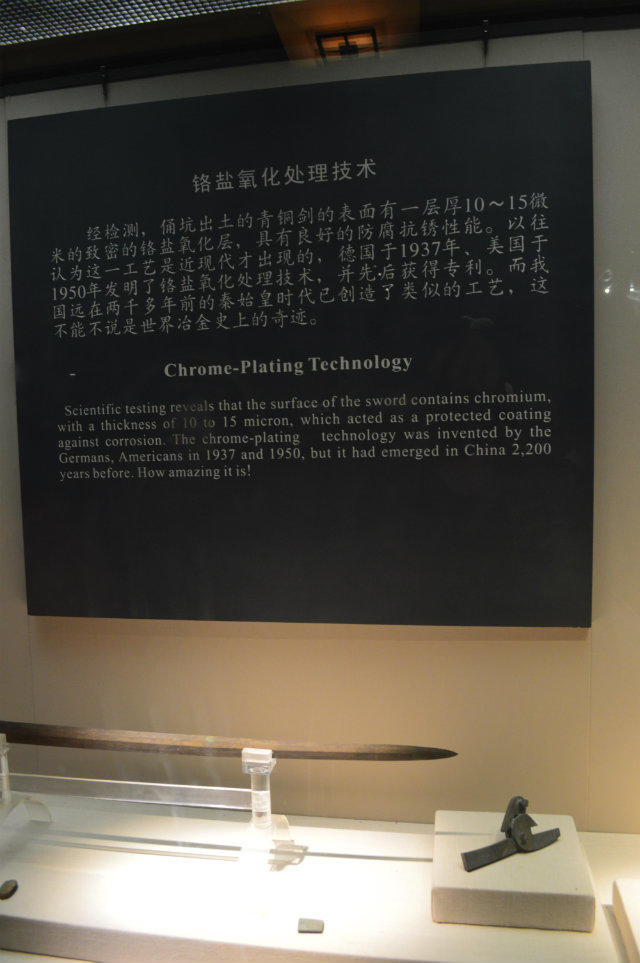 铬盐氧化处理技术
经检测，俑坑出土的青铜剑的表面有一层厚10～15微
米的致密的铬盐氧化层，具有良好的防腐抗锈性能。以往
认为这一工艺是近现代才出现的，德国于1937年、美国于
1950年发明了铬盐氧化处理技术，并先后获得专利。而我
国远在两千多年前的秦始皇时代已创造了类似的工艺，这
不能不说是世界冶金史上的奇迹。
- Chrome-Plating Technology
Scientific testing reveals that the surface of the sword contains chromium,
with a thickness of 10 to 15 micron, which acted as a protected coating
against corrosion. The chrome-plating technology was invented by the
Germans, Americans in 1937 and 1950, but it had emerged in China 2,200
years before. How amazing it is!